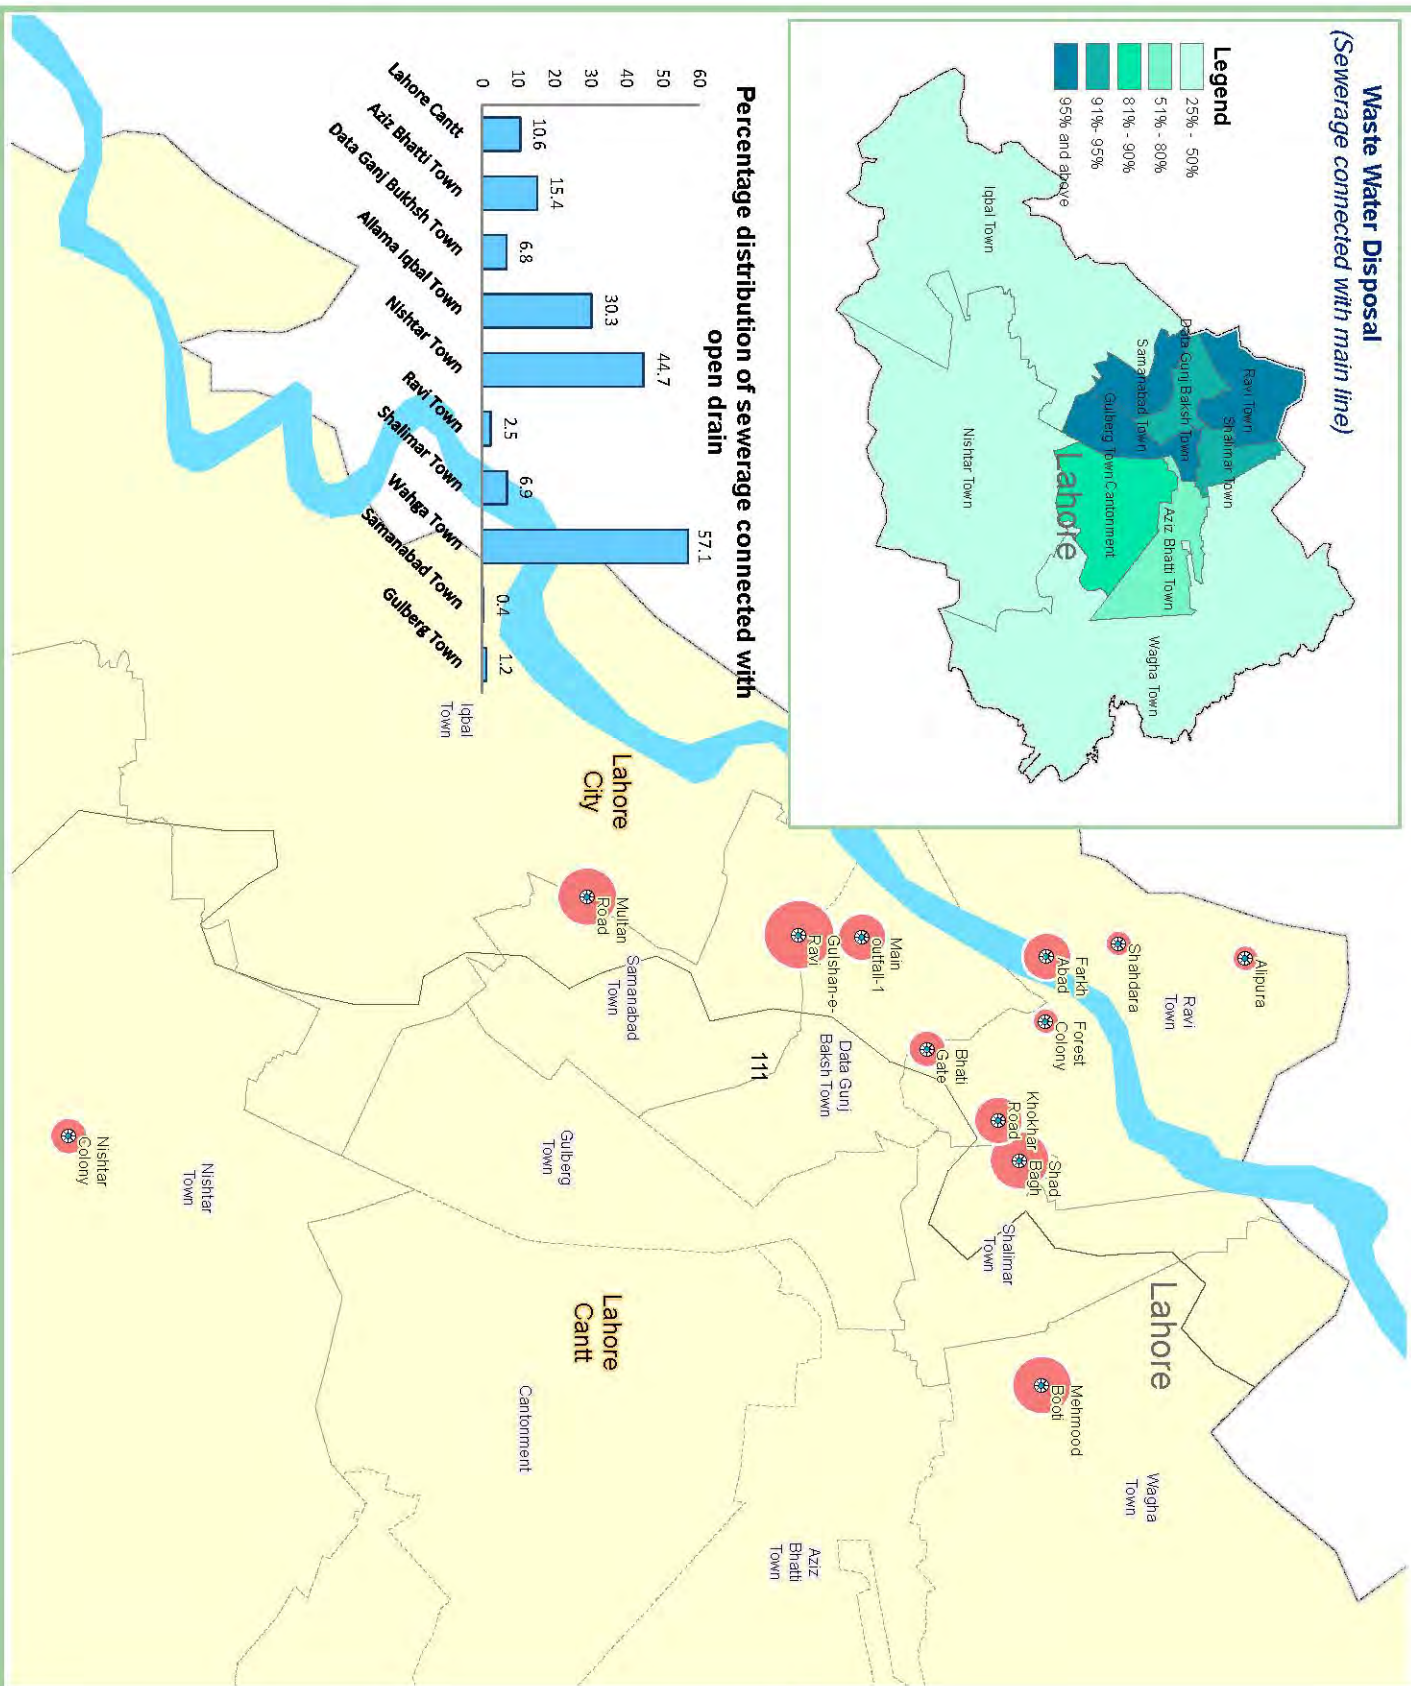 Waste Water Disposal
(Sewerage connected with main line)
Legend
25% - 50%
51% - 80%
81% - 90%
91%- 95%
95% and above
Ravi Town
Shalimar Town
Data Gunj Baksh Town
Samanabad Town
Gulberg Town
Cantonment
Aziz Bhatti Town
Wagha Town
Iqbal Town
Nishtar Town
Lahore
Percentage distribution of sewerage connected with
open drain
60
50
40
30
20
10
0
10.6
15.4
6.8
30.3
44.7
2.5
6.9
57.1
0.4
1.2
Lahore Cantt
Aziz Bhatti Town
Data Ganj Bukhsh Town
Allama Iqbal Town
Nishtar Town
Ravi Town
Shalimar Town
Wahga Town
Samanabad Town
Gulberg Town
Alipura
Ravi
Town
Shahdara
Farkh
Abad
Forest
Colony
Lahore
Wagha
Town
Mehmood
Booti
Shad
Bagh
Khokhar
Road
Shalimar
Town
Bhati
Gate
Main
outfall-1
Gulshan-e-
Ravi
Data Gunj
Baksh Town
111
Aziz
Bhatti
Town
Lahore
City
Multan
Road
Samanabad
Town
Lahore
Cantt
Gulberg
Town
Cantonment
Iqbal
Town
Nishtar
Town
Nishtar
Colony